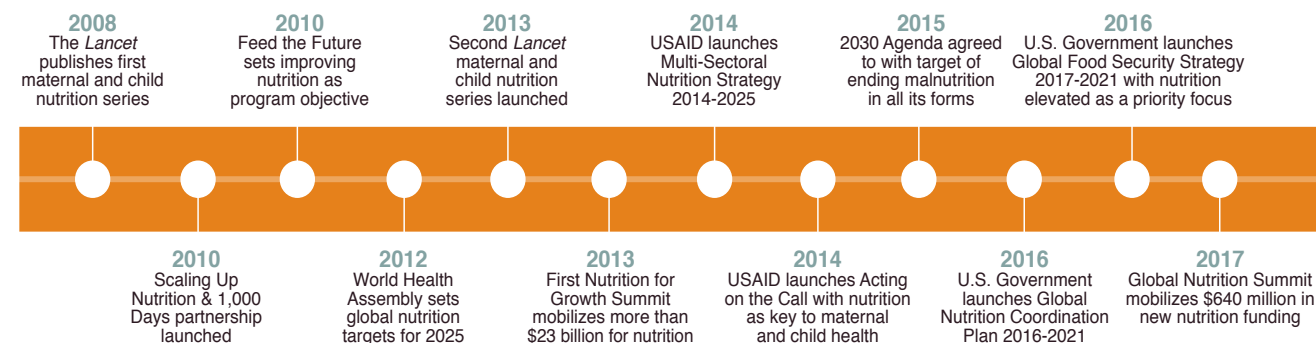 2008
The Lancet
publishes first
maternal and child
nutrition series
2010
Feed the Future
sets improving
nutrition as
program objective
2013
Second Lancet
maternal and
child nutrition
series launched
2014
USAID launches
Multi-Sectoral
Nutrition Strategy
2014-2025
2015
2030 Agenda agreed
to with target of
ending malnutrition
in all its forms
2016
U.S. Government launches
Global Food Security Strategy
2017-2021 with nutrition
elevated as a priority focus
2010
Scaling Up
Nutrition & 1,000
Days partnership
launched
2012
World Health
Assembly sets
global nutrition
targets for 2025
2013
First Nutrition for
Growth Summit
mobilizes more than
$23 billion for nutrition
2014
USAID launches Acting
on the Call with nutrition
as key to maternal
and child health
2016
U.S. Government
launches Global
Nutrition Coordination
Plan 2016-2021
2017
Global Nutrition Summit
mobilizes $640 million in
new nutrition funding